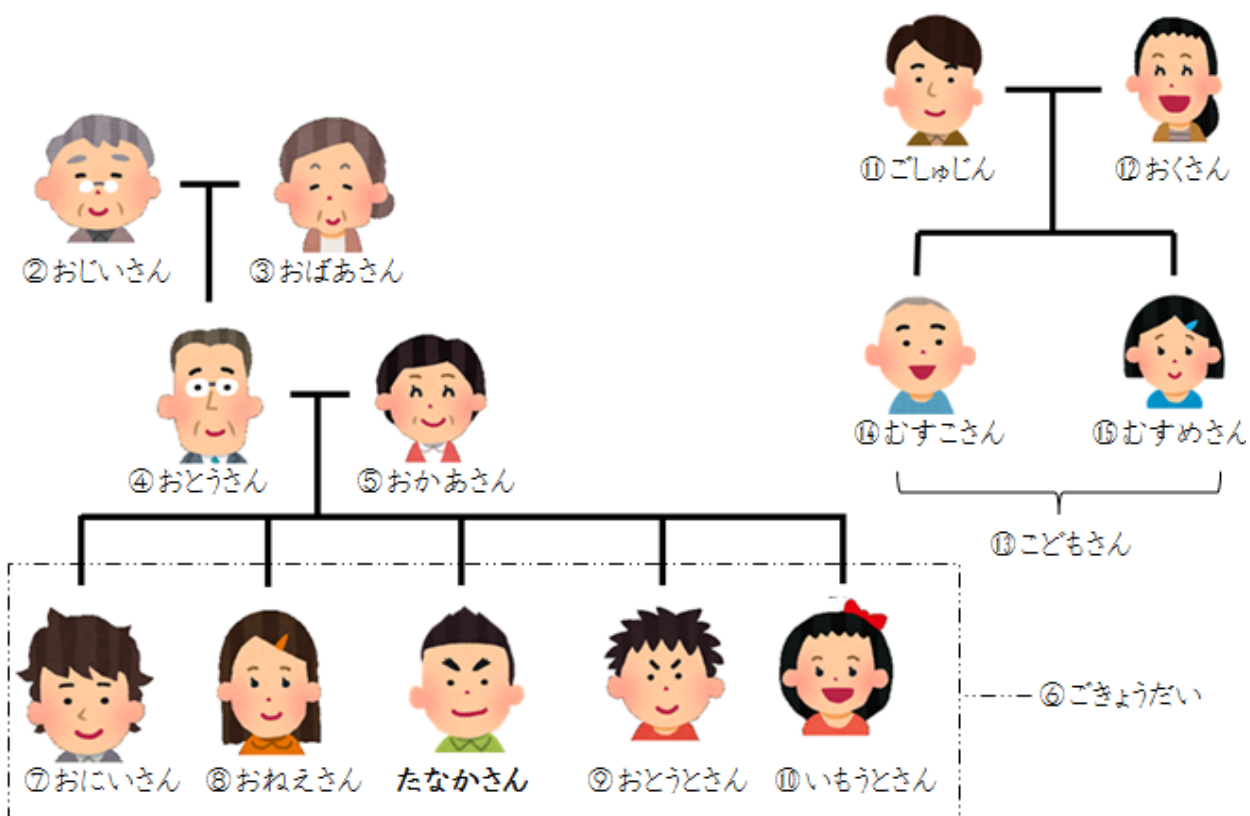 ⑪ごしゅじん
⑫おくさん
②おじいさん
③おばあさん
⑭むすこさん
⑮むすめさん
④おとうさん
⑤おかあさん
⑬こどもさん
⑥ごきょうだい
⑦おにいさん
⑧おねえさん
たなかさん
⑨おとうとさん
⑩いもうとさん